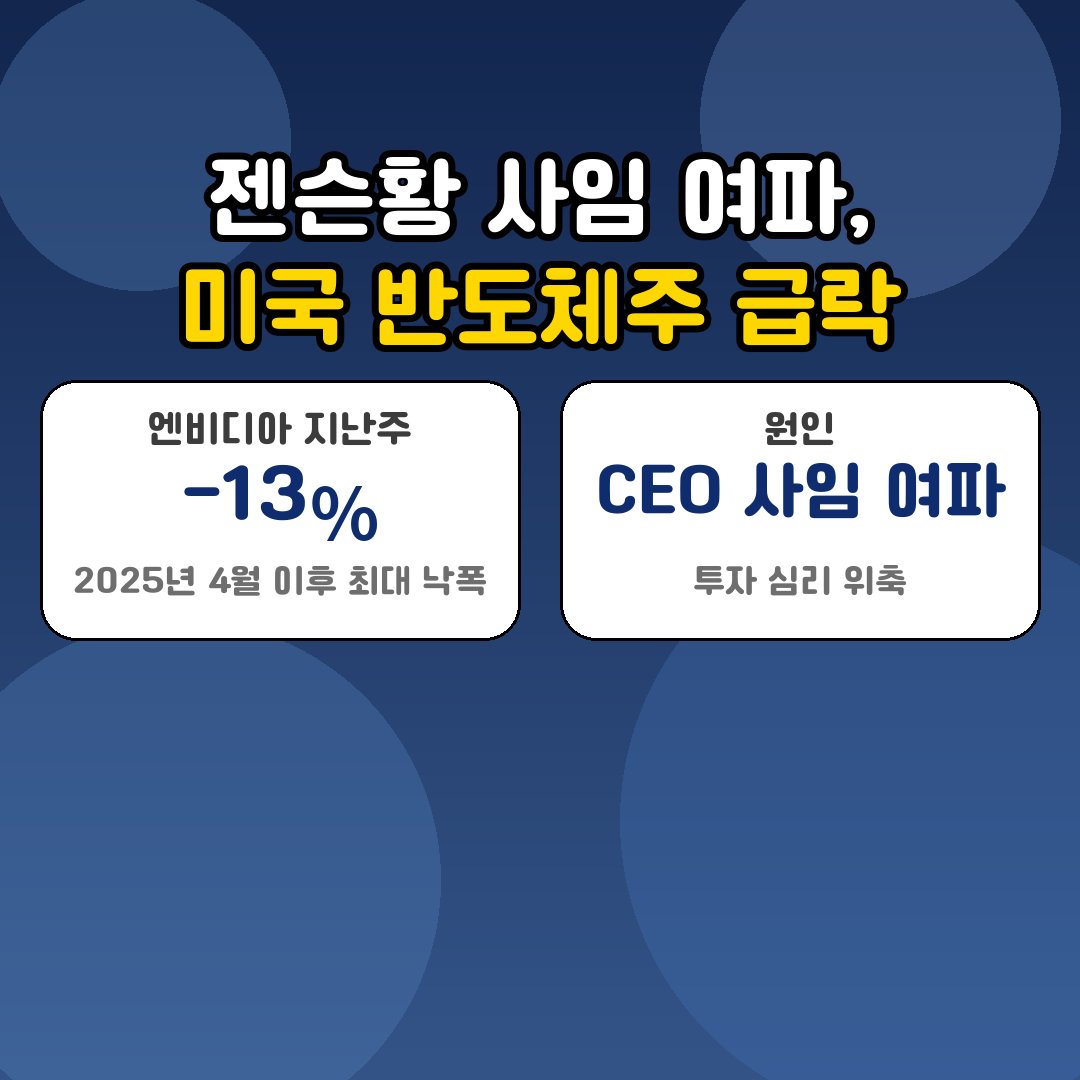 젠슨황 사임 여파,
미국 반도체주 급락
엔비디아 지난주
-13%
2025년 4월 이후 최대 낙폭
원인
CEO 사임 여파
투자 심리 위축